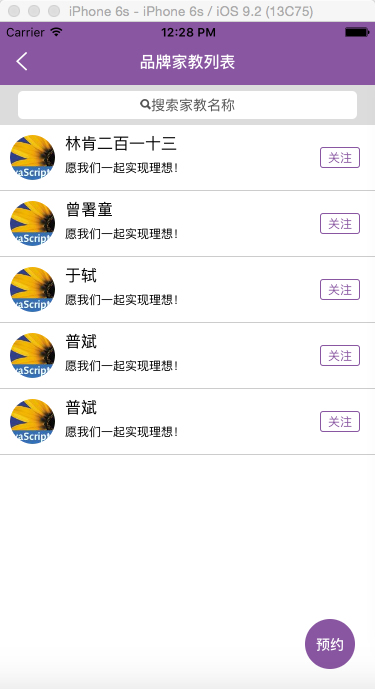 iPhone 6s - iPhone 6s / iOS 9.2 (13C75)
Carrier 12:28 PM
品牌家教列表
搜索家教名称
林肯二百一十三
愿我们一起实现理想!
关注
vaScript
曾署童
愿我们一起实现理想!
关注
vaScript
于轼
愿我们一起实现理想!
关注
vaScript
普斌
愿我们一起实现理想!
关注
vaScript
普斌
愿我们一起实现理想!
关注
vaScript
预约